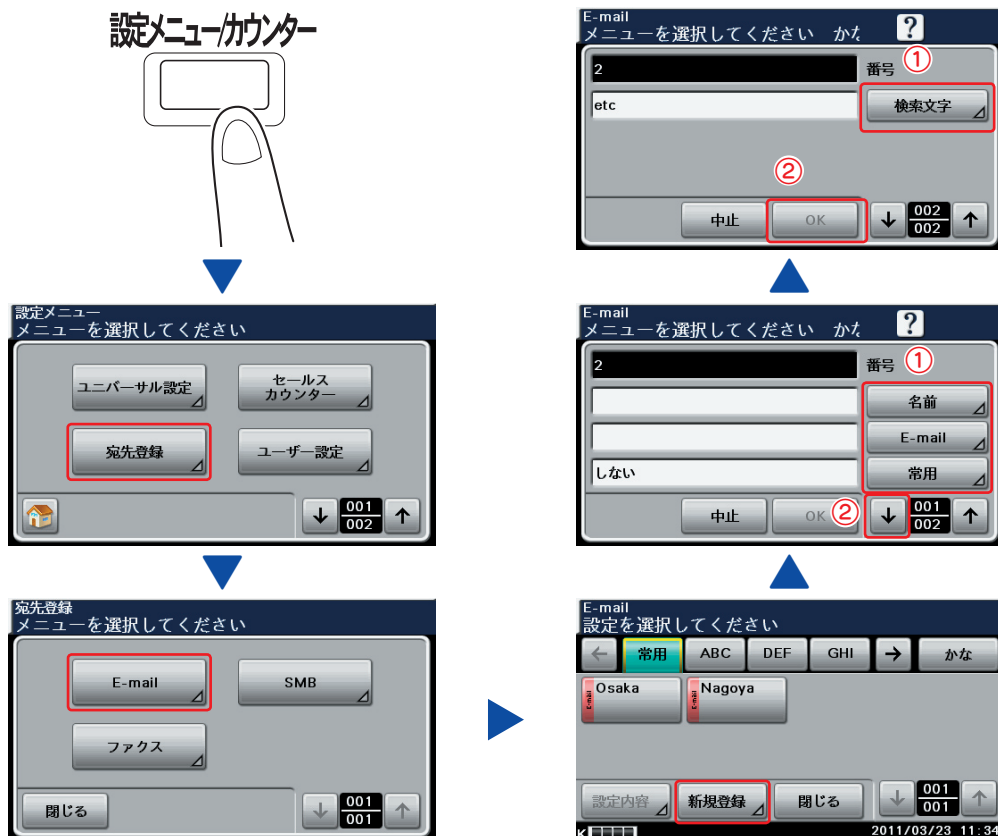 設定メニュー/カウンター
設定メニュー
メニューを選択してください
ユニバーサル設定
セールス
カウンター
宛先登録
ユーザー設定
↓ 001 ↑
002
宛先登録
メニューを選択してください
E-mail
SMB
ファクス
閉じる
↓ 001 ↑
001
E-mail
設定を選択してください
← 常用 ABC DEF GHI → かな
E-mail Osaka
E-mail Nagoya
設定内容 新規登録 閉じる ↓ 001 ↑
001
K 2011/03/23 11:34
E-mail
メニューを選択してください かな ?
2 番号 ①
名前
E-mail
しない 常用
中止 OK ② ↓ 001 ↑
002
E-mail
メニューを選択してください かな ?
2 番号 ①
etc 検索文字
②
中止 OK ↓ 002 ↑
002